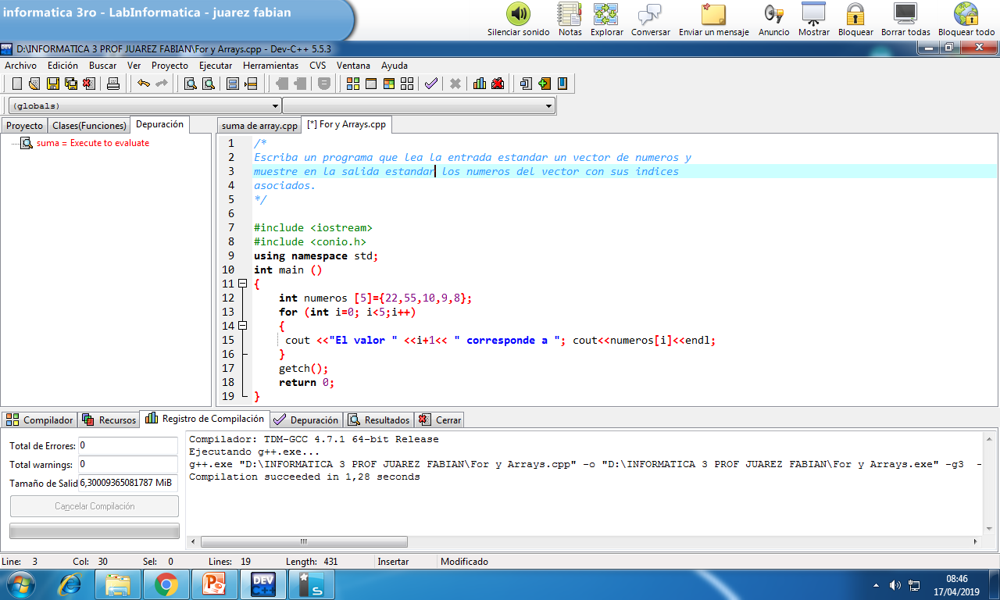 informatica 3ro - LabInformatica - juarez fabian
Silenciar sonido Notas Explorar Conversar Enviar un mensaje Anuncio Mostrar Bloquear Borrar todas Bloquear todo
D:\INFORMATICA 3 PROF JUAREZ FABIAN\For y Arrays.cpp - Dev-C++ 5.5.3
Archivo Edición Buscar Ver Proyecto Ejecutar Herramientas CVS Ventana Ayuda
(globals)
Proyecto Clases(Funciones) Depuración suma de array.cpp [*] For y Arrays.cpp
suma = Execute to evaluate
1 /*
2 Escriba un programa que lea la entrada estandar un vector de numeros y
3 muestre en la salida estandar los numeros del vector con sus indices
4 asociados.
5 */
6
7 #include <iostream>
8 #include <conio.h>
9 using namespace std;
10 int main ()
11 {
12 int numeros [5]={22,55,10,9,8};
13 for (int i=0; i<5;i++)
14 {
15 cout <<"El valor " <<i+1<< " corresponde a "; cout<<numeros[i]<<endl;
16 }
17 getch();
18 return 0;
19 }
Compilador Recursos Registro de Compilación Depuración Resultados Cerrar
Total de Errores: 0
Total warnings: 0
Tamaño de Salid 6,30009365081787 MiB
Cancelar Compilación
Compilador: TDM-GCC 4.7.1 64-bit Release
Ejecutando g++.exe...
g++.exe "D:\INFORMATICA 3 PROF JUAREZ FABIAN\For y Arrays.cpp" -o "D:\INFORMATICA 3 PROF JUAREZ FABIAN\For y Arrays.exe" -g3 -
Compilation succeeded in 1,28 seconds
Line: 3 Col: 30 Sel: 0 Lines: 19 Length: 431 Insertar Modificado
DEV C++
S
08:46
17/04/2019